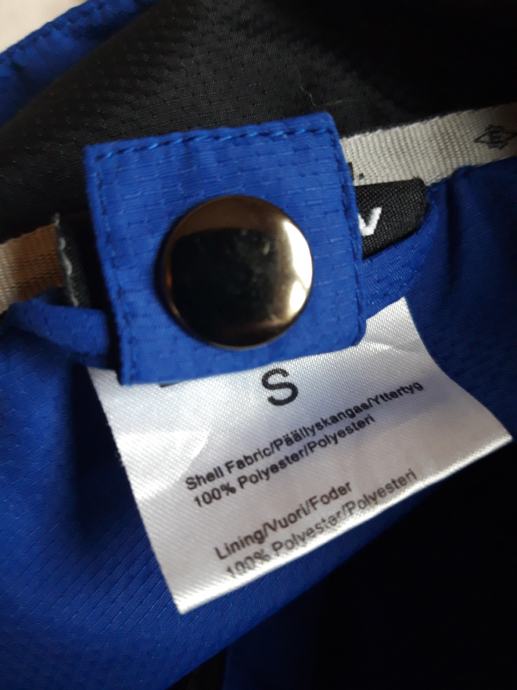 S
Shell Fabric/Päällyskangas/Yttertyg
100% Polyester/Polyesteri
Lining/Vuori/Foder
100% Polyester/Polyesteri